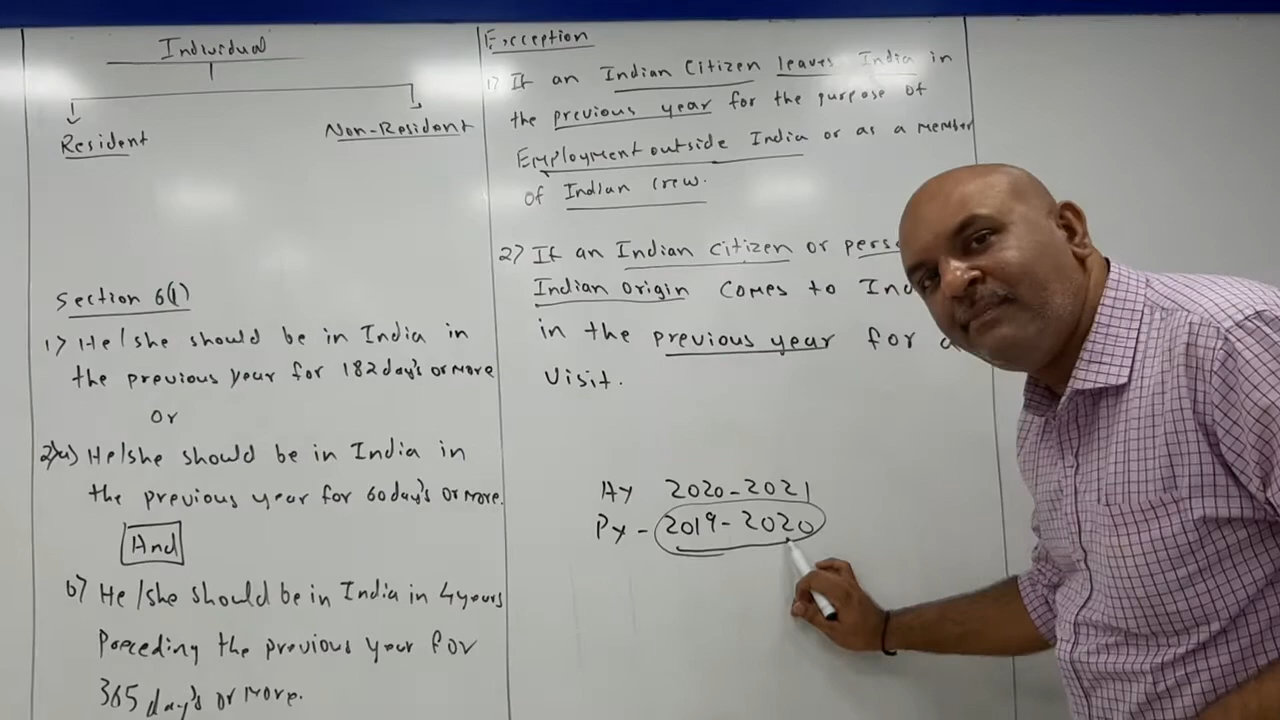 Individual
Resident
Non-Resident
Section 6(1)
1) He/she should be in India in
the previous year for 182 day's or more
Or
2)a) He/she should be in India in
the previous year for 60 day's or more.
And
b) He/she should be in India in 4 years
Preceding the previous year for
365 day's or more.
Exception
1) If an Indian Citizen leaves India in
the previous year for the purpose of
Employment outside India or as a member
of Indian Crew.
2) If an Indian citizen or
Indian origin comes to
in the previous year for
Visit.
AY 2020-2021
PY - 2019-2020